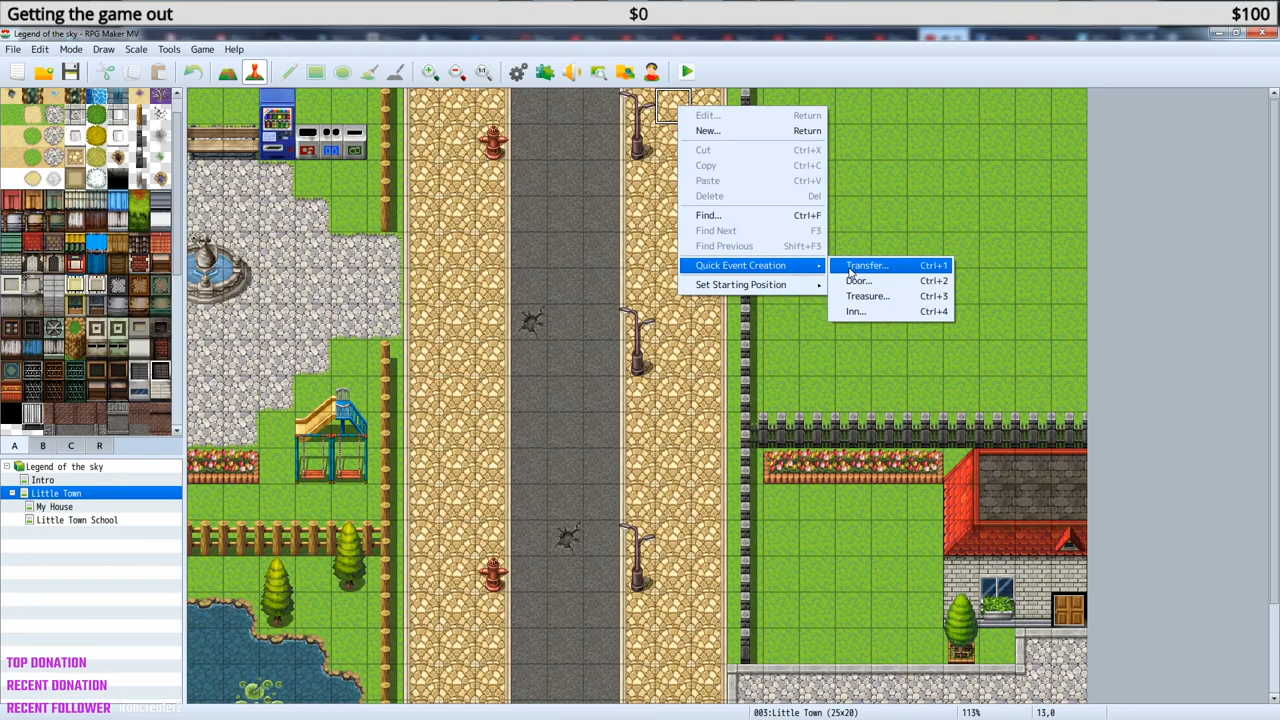 Getting the game out
$0
$100
Legend of the sky - RPG Maker MV
File Edit Mode Draw Scale Tools Game Help
Edit... Return
New... Return
Cut Ctrl+X
Copy Ctrl+C
Paste Ctrl+V
Delete Del
Find... Ctrl+F
Find Next F3
Find Previous Shift+F3
Quick Event Creation
Set Starting Position
Transfer... Ctrl+1
Door... Ctrl+2
Treasure... Ctrl+3
Inn... Ctrl+4
A B C R
Legend of the sky
Intro
Little Town
My House
Little Town School
TOP DONATION
RECENT DONATION
RECENT FOLLOWER
003:Little Town (25x20) 113% 13,0